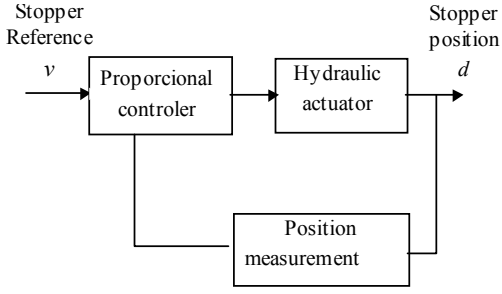 Stopper
Reference
v
Proporcional
controler
Hydraulic
actuator
Stopper
position
d
Position
measurement